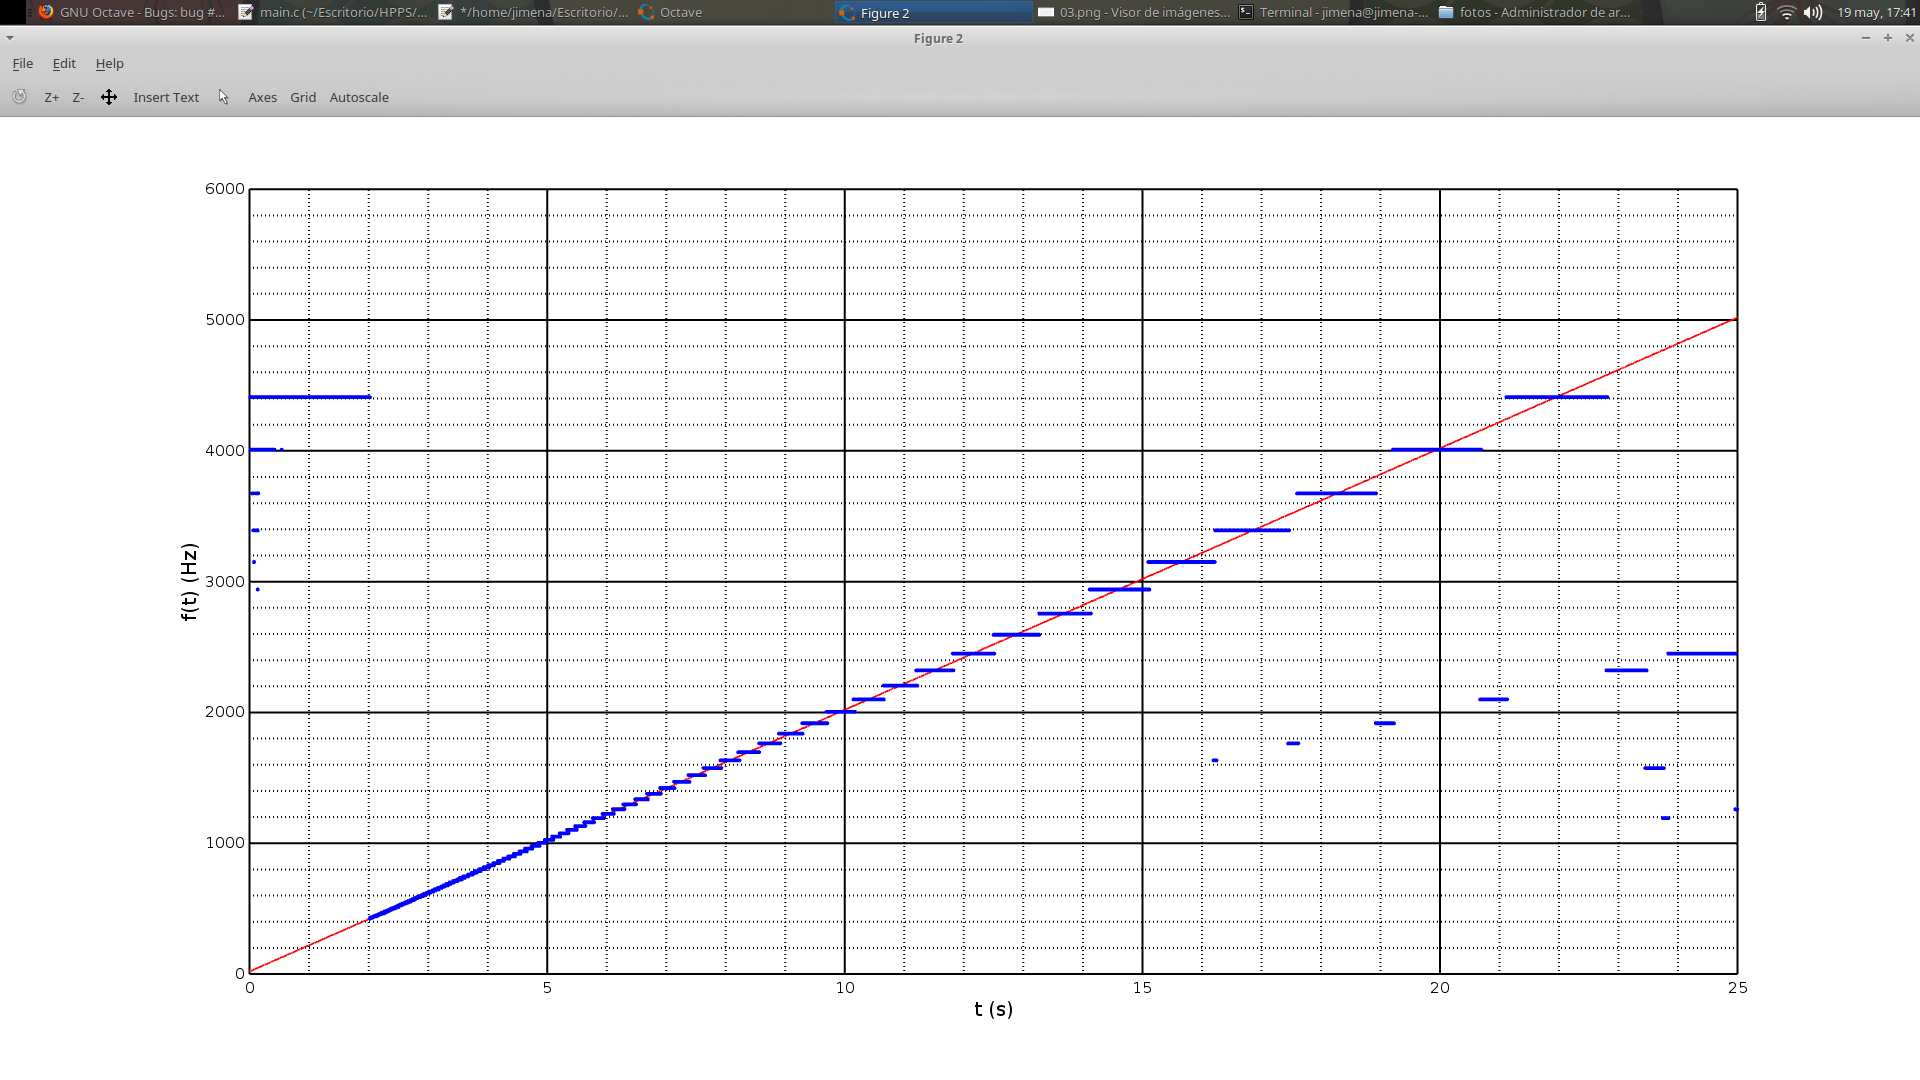 GNU Octave - Bugs: bug #... main.c (~/Escritorio/HPPS/... */home/jimena/Escritorio/... Octave Figure 2 03.png - Visor de imágenes... Terminal - jimena@jimena-... fotos - Administrador de ar... 19 may, 17:41
Figure 2
File Edit Help
Z+ Z- Insert Text Axes Grid Autoscale
6000
5000
4000
3000
2000
1000
0
f(t) (Hz)
0 5 10 15 20 25
t (s)